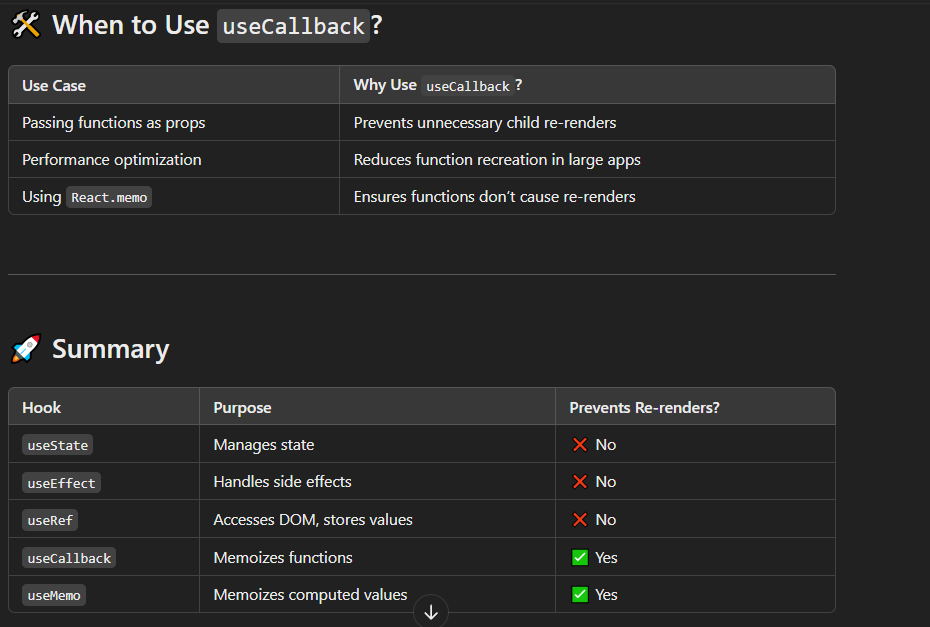 🛠️ When to Use useCallback?
Use Case Why Use useCallback ?
Passing functions as props Prevents unnecessary child re-renders
Performance optimization Reduces function recreation in large apps
Using React.memo Ensures functions don’t cause re-renders
🚀 Summary
Hook Purpose Prevents Re-renders?
useState Manages state ❌ No
useEffect Handles side effects ❌ No
useRef Accesses DOM, stores values ❌ No
useCallback Memoizes functions ✅ Yes
useMemo Memoizes computed values ✅ Yes